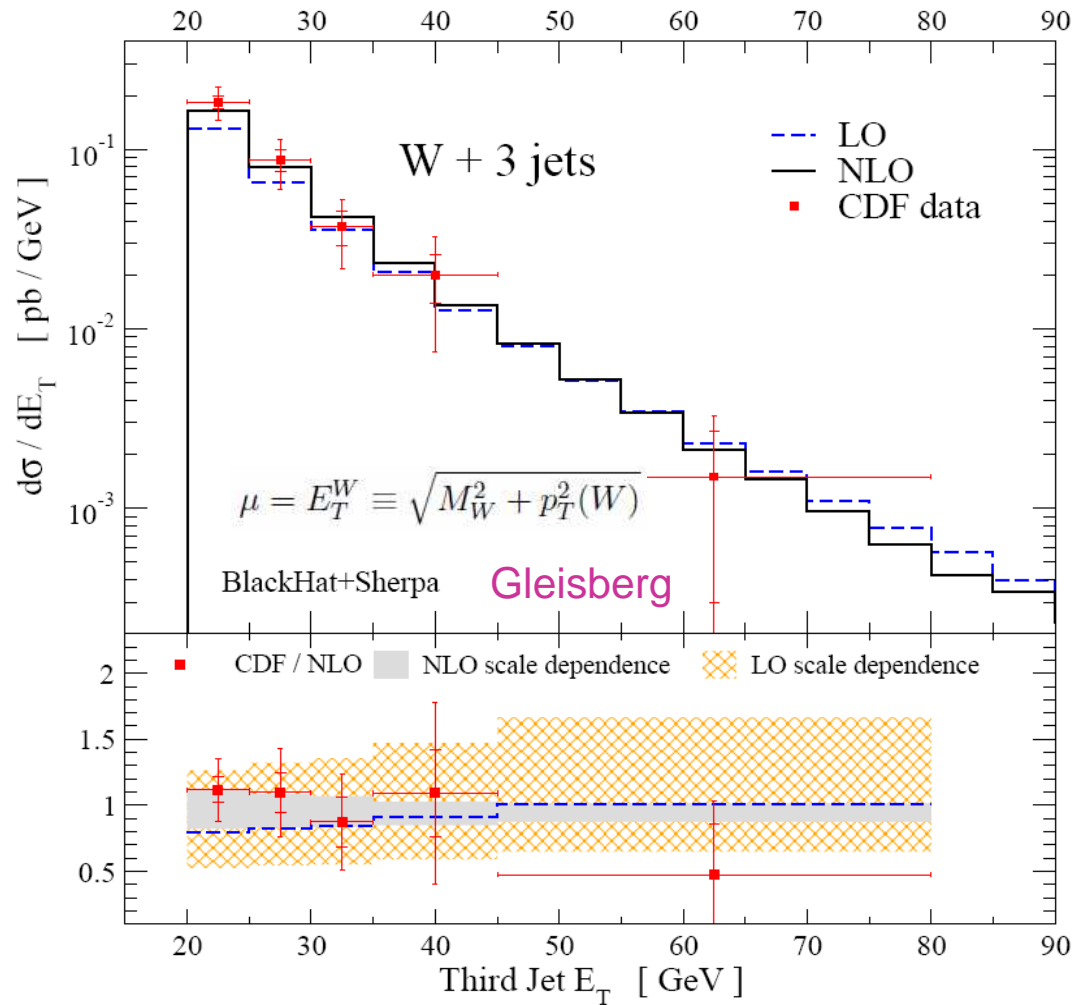 20 30 40 50 60 70 80 90
W + 3 jets
LO
NLO
CDF data
10^{-1}
10^{-2}
10^{-3}
dσ / dE_T [ pb / GeV ]
μ = E_T^W ≡ √(M_W^2 + p_T^2(W))
BlackHat+Sherpa Gleisberg
CDF / NLO NLO scale dependence LO scale dependence
2
1.5
1
0.5
20 30 40 50 60 70 80 90
Third Jet E_T [ GeV ]